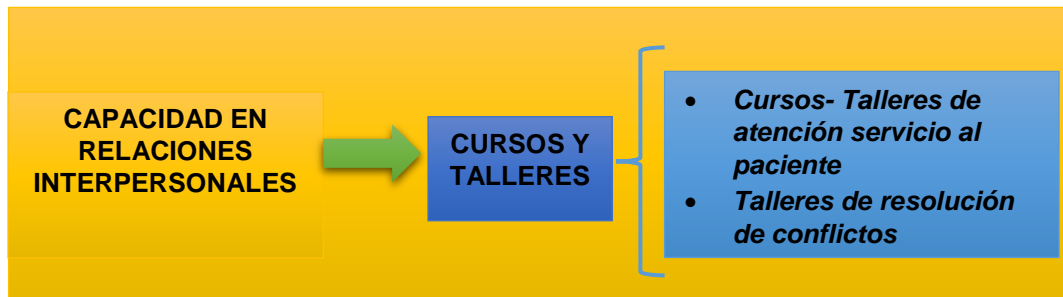 CAPACIDAD EN
RELACIONES
INTERPERSONALES
CURSOS Y
TALLERES
• Cursos- Talleres de
atención servicio al
paciente
• Talleres de resolución
de conflictos